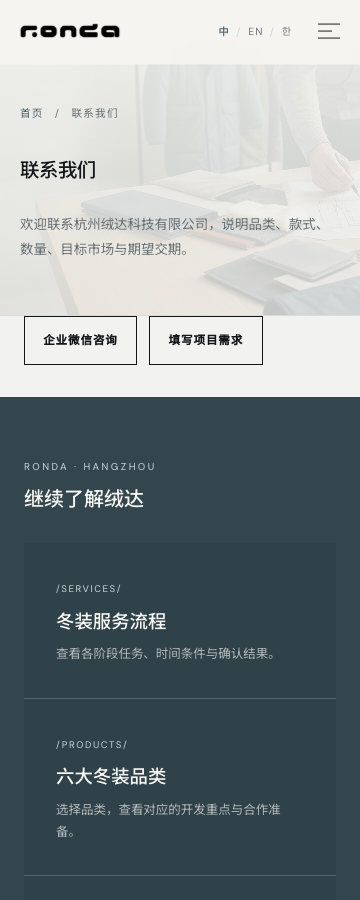 ronda
中 / EN / 한
首页 / 联系我们
联系我们
欢迎联系杭州绒达科技有限公司，说明品类、款式、
数量、目标市场与期望交期。
企业微信咨询 填写项目需求
RONDA · HANGZHOU
继续了解绒达
/SERVICES/
冬装服务流程
查看各阶段任务、时间条件与确认结果。
/PRODUCTS/
六大冬装品类
选择品类，查看对应的开发重点与合作准
备。